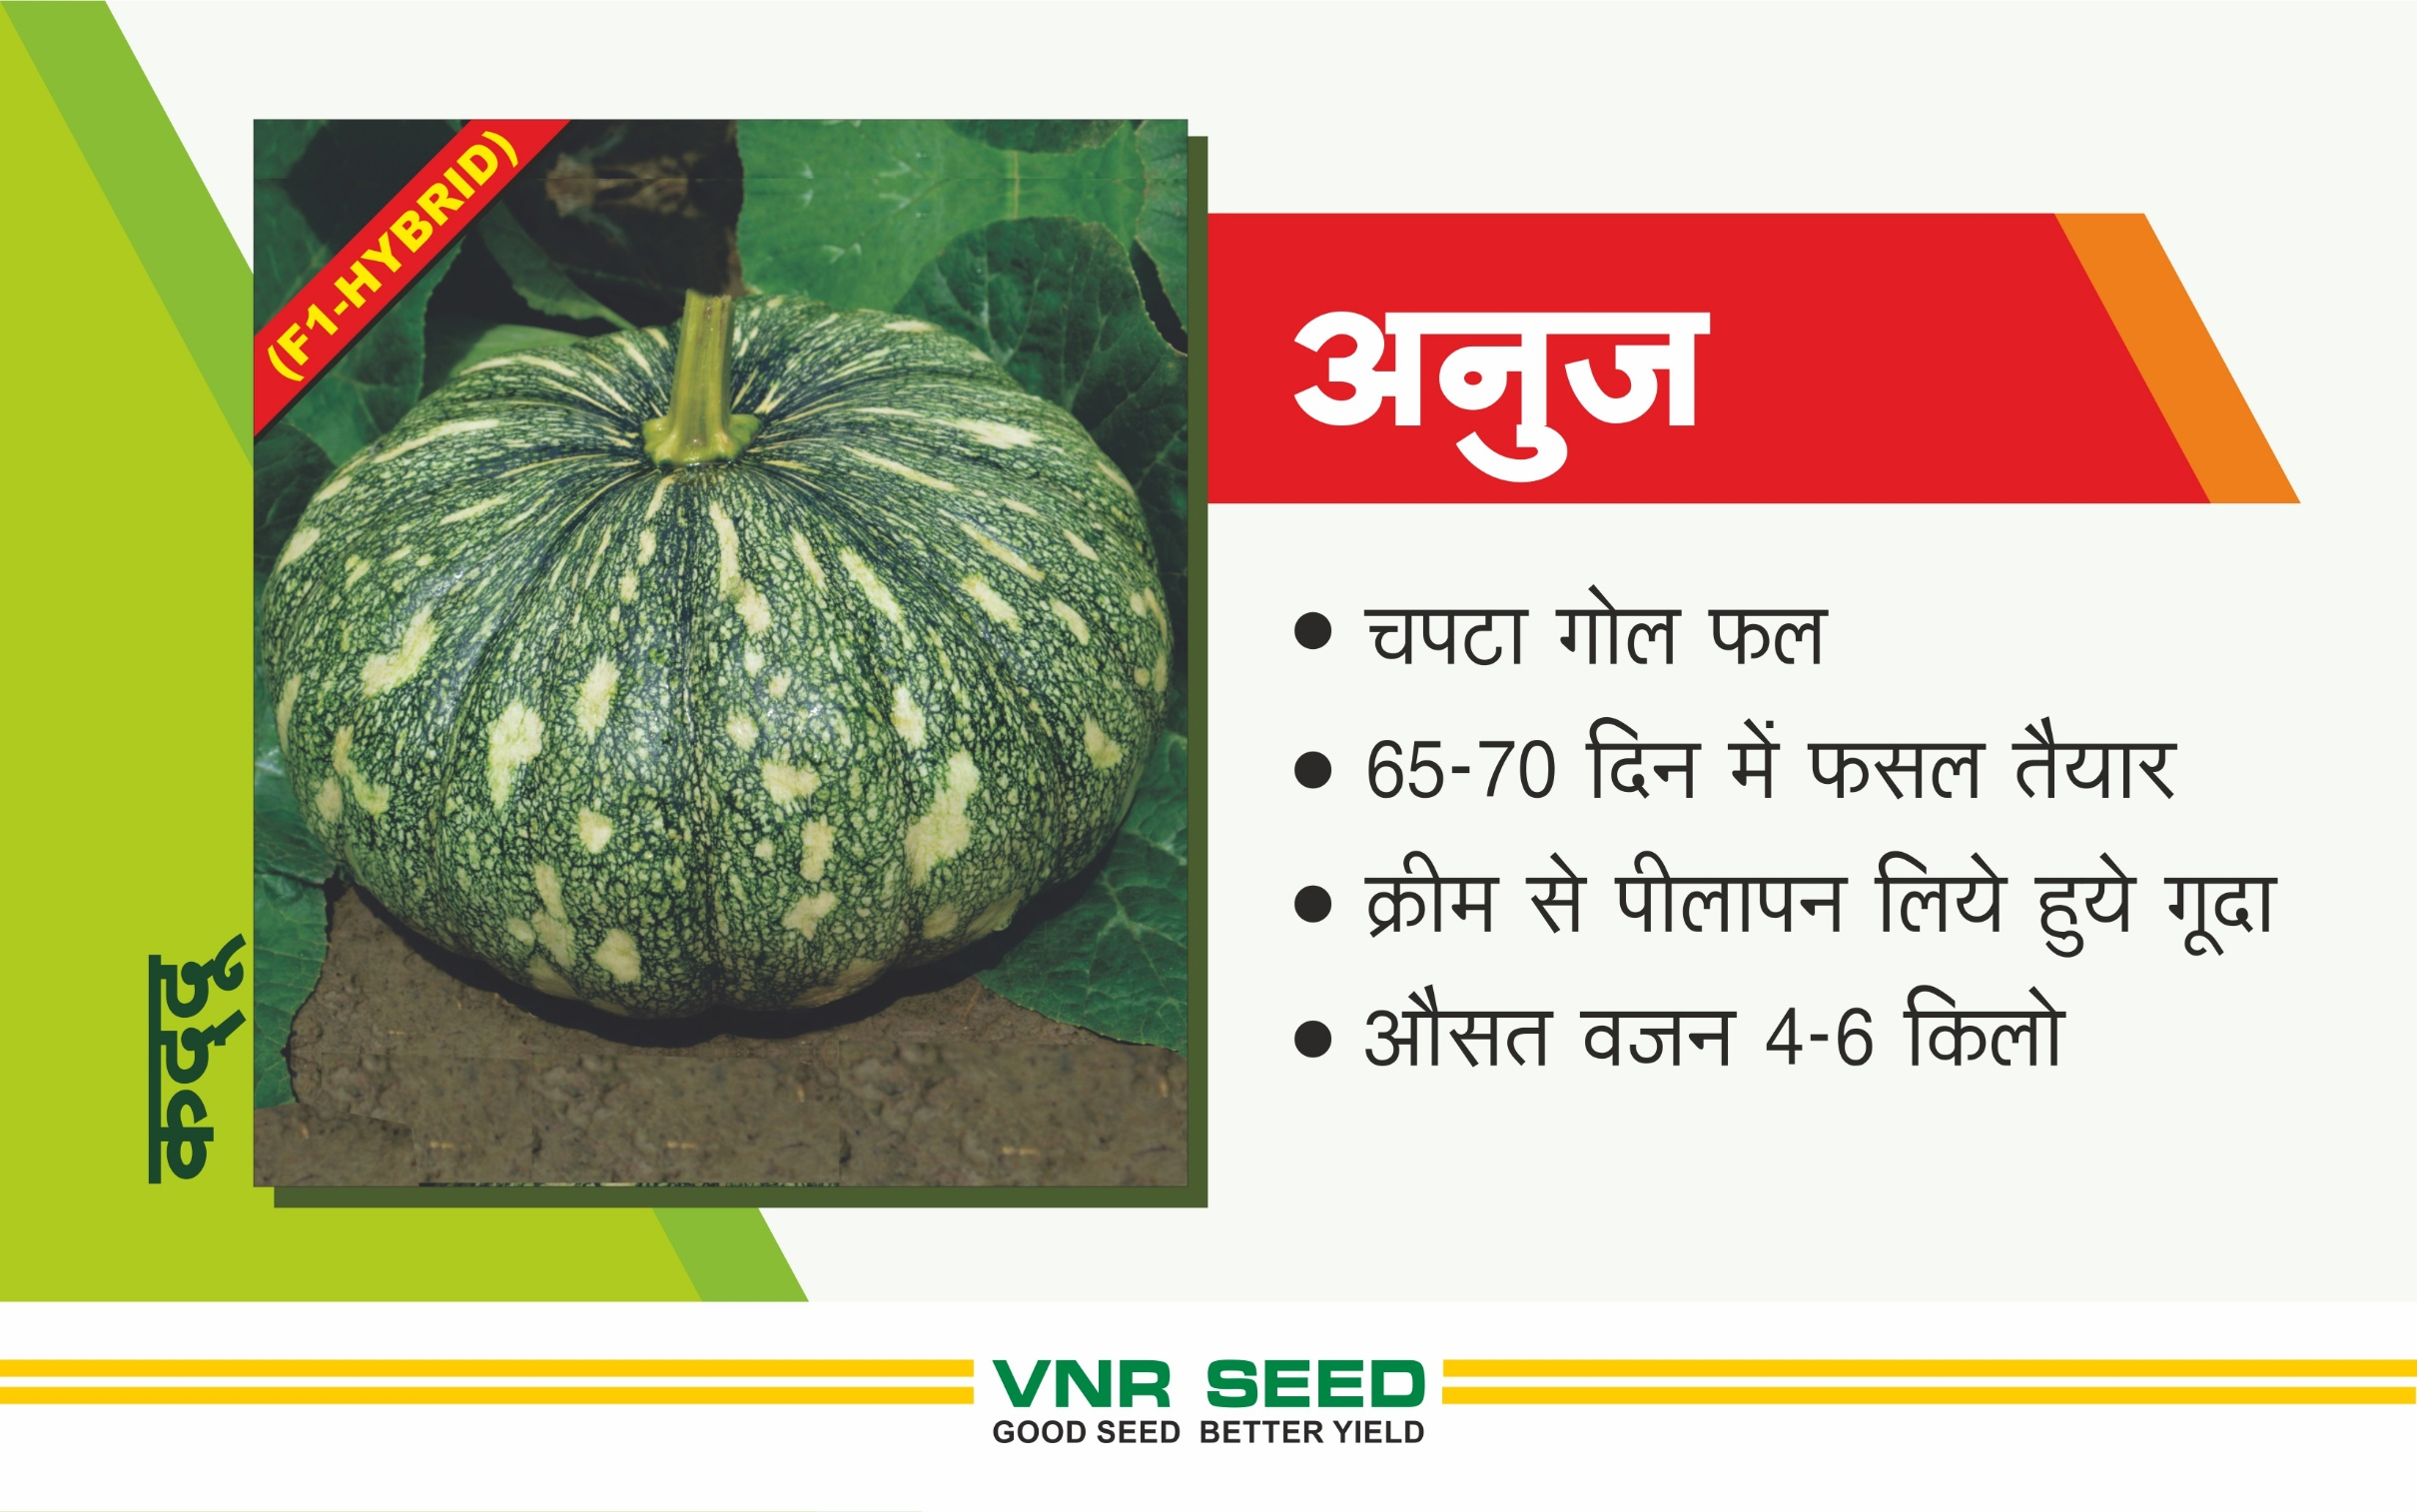 (F1-HYBRID)
अनुज
● चपटा गोल फल
● 65-70 दिन में फसल तैयार
● क्रीम से पीलापन लिये हुये गूदा
● औसत वजन 4-6 किलो
कद्दू
VNR SEED
GOOD SEED BETTER YIELD